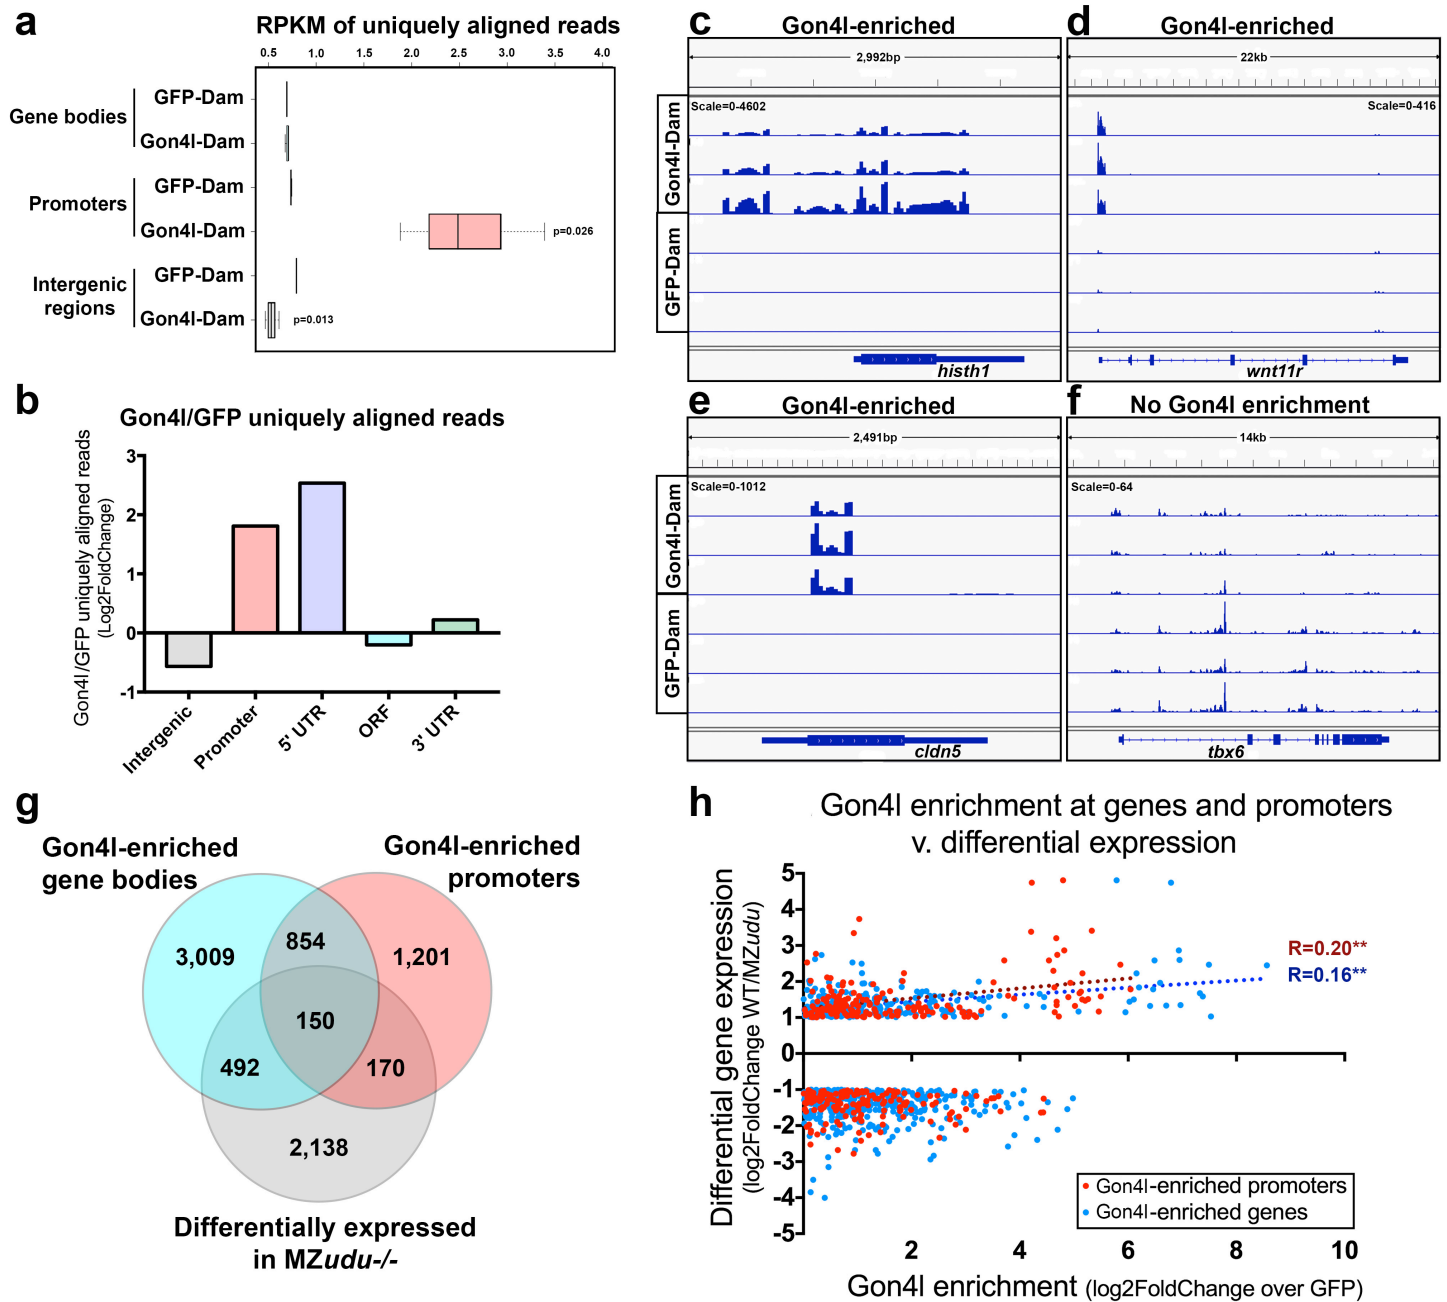 a
RPKM of uniquely aligned reads
0.5 1.0 1.5 2.0 2.5 3.0 3.5 4.0
Gene bodies
GFP-Dam
Gon4l-Dam
Promoters
GFP-Dam
Gon4l-Dam
p=0.026
Intergenic
regions
GFP-Dam
Gon4l-Dam
p=0.013
b
Gon4l/GFP uniquely aligned reads
Gon4l/GFP uniquely aligned reads
(Log2FoldChange)
3
2
1
0
-1
Intergenic
Promoter
5' UTR
ORF
3' UTR
c
Gon4l-enriched
2,992bp
Scale=0-4602
Gon4l-Dam
GFP-Dam
histh1
d
Gon4l-enriched
22kb
Scale=0-416
wnt11r
e
Gon4l-enriched
2,491bp
Scale=0-1012
Gon4l-Dam
GFP-Dam
cldn5
f
No Gon4l enrichment
14kb
Scale=0-64
tbx6
g
Gon4l-enriched
gene bodies
Gon4l-enriched
promoters
3,009
854
1,201
150
492
170
2,138
Differentially expressed
in MZudu-/-
h
Gon4l enrichment at genes and promoters
v. differential expression
Differential gene expression
(log2FoldChange WT/MZudu)
5
4
3
2
1
0
-1
-2
-3
-4
-5
R=0.20**
R=0.16**
Gon4l-enriched promoters
Gon4l-enriched genes
2 4 6 8 10
Gon4l enrichment (log2FoldChange over GFP)